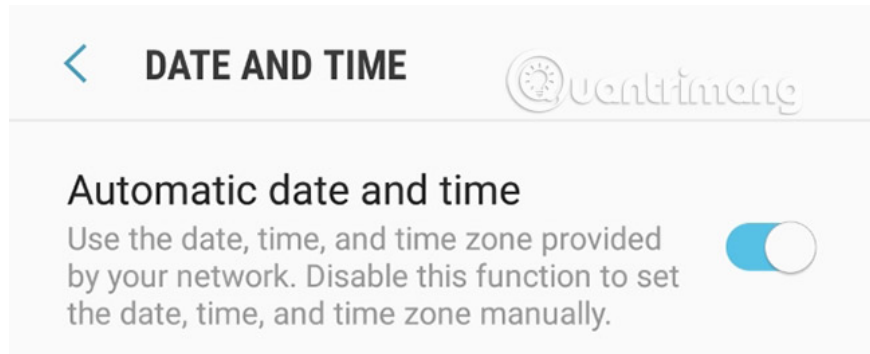 DATE AND TIME
Quantrimang
Automatic date and time
Use the date, time, and time zone provided
by your network. Disable this function to set
the date, time, and time zone manually.